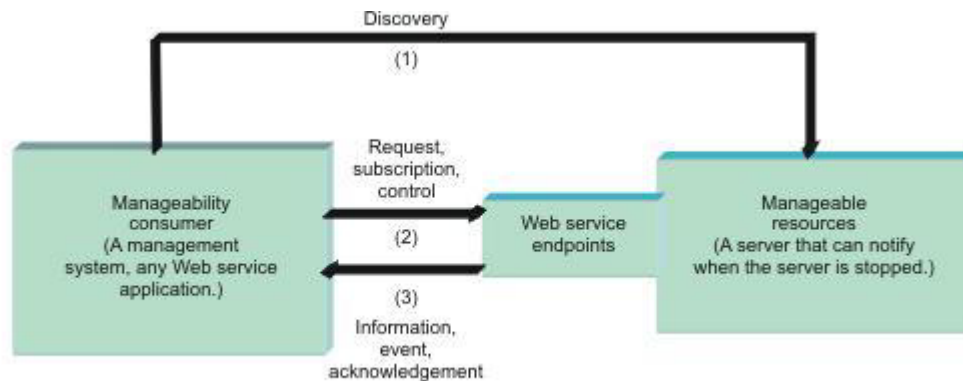 Discovery
(1)
Manageability
consumer
(A management
system, any Web service
application.)
Request,
subscription,
control
(2)
(3)
Information,
event,
acknowledgement
Web service
endpoints
Manageable
resources
(A server that can notify
when the server is stopped.)